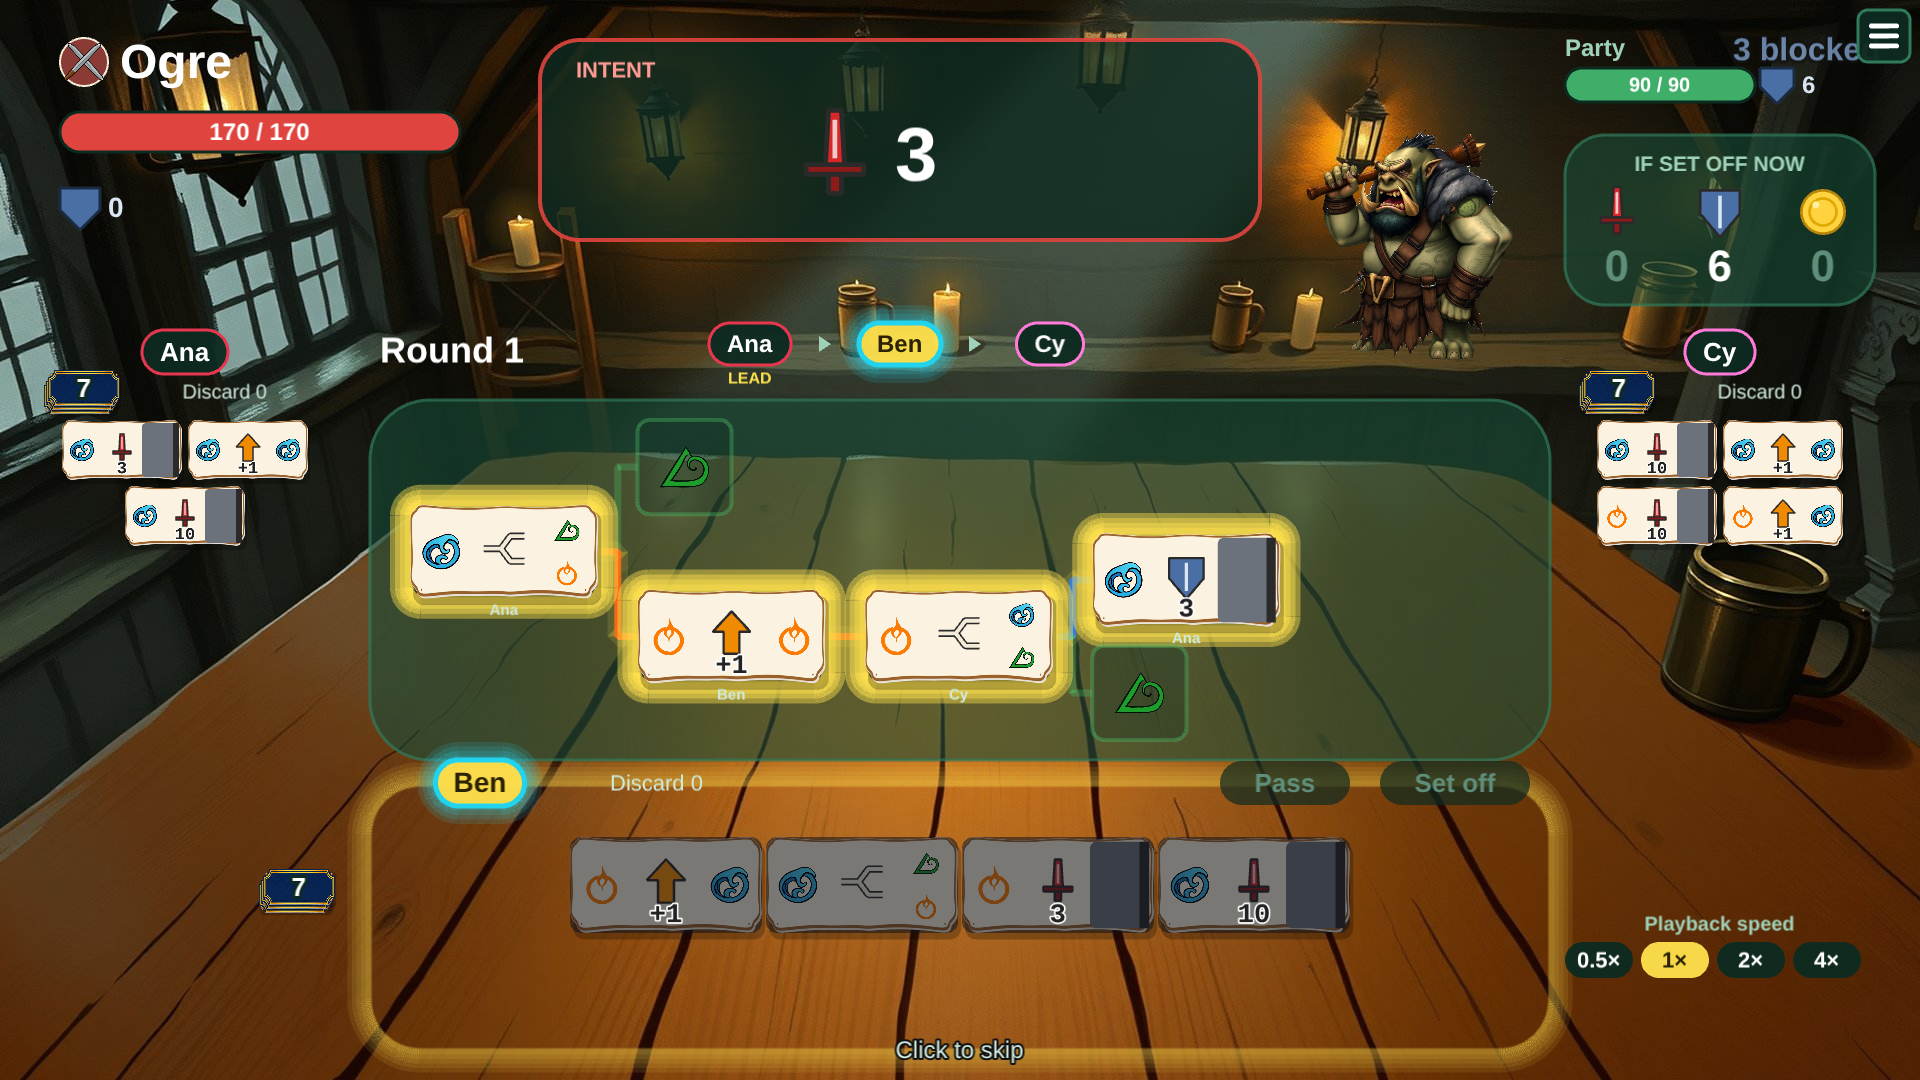 Ogre
170 / 170
0
INTENT
3
Party
3 blocke
90 / 90
6
IF SET OFF NOW
0
6
0
Round 1
Ana
Ben
Cy
LEAD
Ana
7
Discard 0
3
+1
10
Cy
7
Discard 0
10
+1
10
+1
Ana
+1
Ben
Cy
3
Ana
Ben
Discard 0
Pass
Set off
7
+1
3
10
Playback speed
0.5×
1×
2×
4×
Click to skip